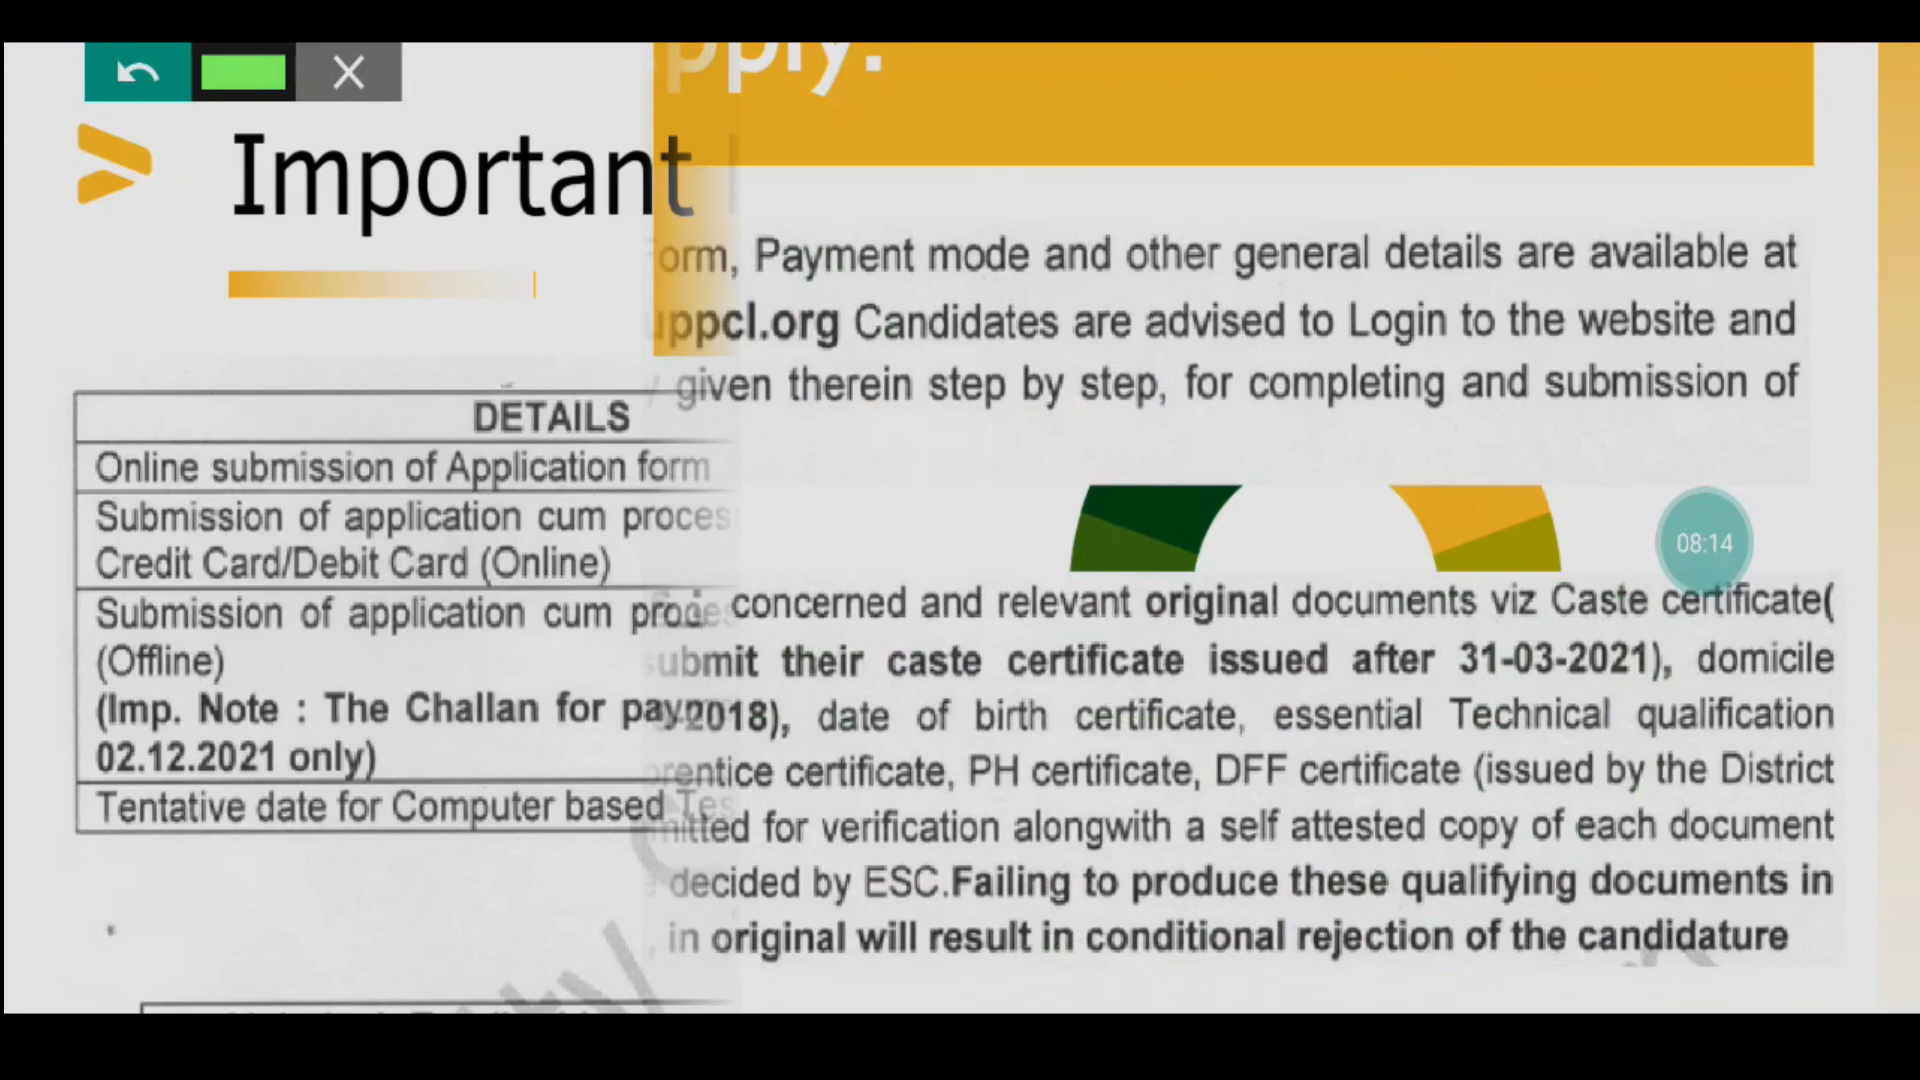 pply.
Important
DETAILS
Online submission of Application form
Submission of application cum proces
Credit Card/Debit Card (Online)
Submission of application cum
(Offline)
(Imp. Note : The Challan for pay
02.12.2021 only)
Tentative date for Computer based Tes
orm, Payment mode and other general details are available at
uppcl.org Candidates are advised to Login to the website and
given therein step by step, for completing and submission of
08:14
concerned and relevant original documents viz Caste certificate(
submit their caste certificate issued after 31-03-2021), domicile
2018), date of birth certificate, essential Technical qualification
rentice certificate, PH certificate, DFF certificate (issued by the District
mitted for verification alongwith a self attested copy of each document
decided by ESC.Failing to produce these qualifying documents in
in original will result in conditional rejection of the candidature